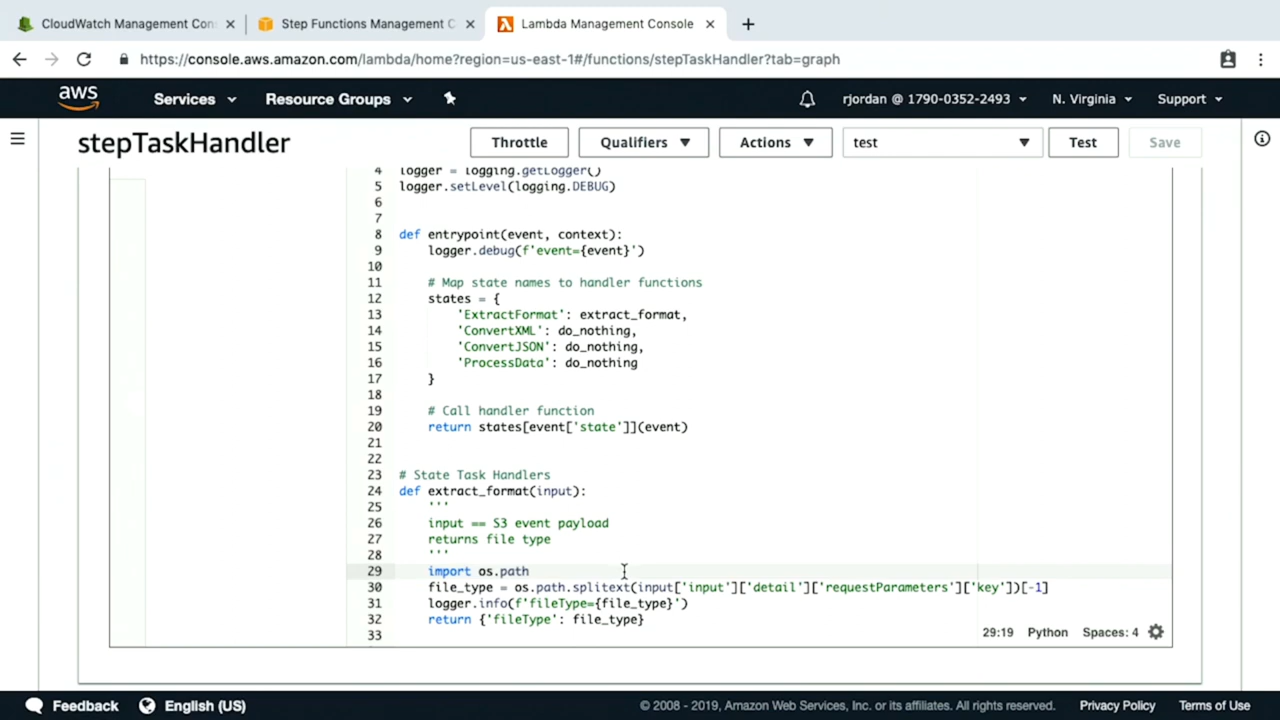 CloudWatch Management Con
Step Functions Management C
Lambda Management Console
https://console.aws.amazon.com/lambda/home?region=us-east-1#/functions/stepTaskHandler?tab=graph
aws
Services
Resource Groups
rjordan @ 1790-0352-2493
N. Virginia
Support
stepTaskHandler
Throttle
Qualifiers
Actions
test
Test
Save
4 logger = logging.getLogger()
5 logger.setLevel(logging.DEBUG)
6
7
8 def entrypoint(event, context):
9     logger.debug(f'event={event}')
10
11     # Map state names to handler functions
12     states = {
13         'ExtractFormat': extract_format,
14         'ConvertXML': do_nothing,
15         'ConvertJSON': do_nothing,
16         'ProcessData': do_nothing
17     }
18
19     # Call handler function
20     return states[event['state']](event)
21
22
23 # State Task Handlers
24 def extract_format(input):
25     '''
26     input == S3 event payload
27     returns file type
28     '''
29     import os.path
30     file_type = os.path.splitext(input['input']['detail']['requestParameters']['key'])[-1]
31     logger.info(f'fileType={file_type}')
32     return {'fileType': file_type}
33
29:19 Python Spaces: 4
Feedback
English (US)
© 2008 - 2019, Amazon Web Services, Inc. or its affiliates. All rights reserved.
Privacy Policy
Terms of Use